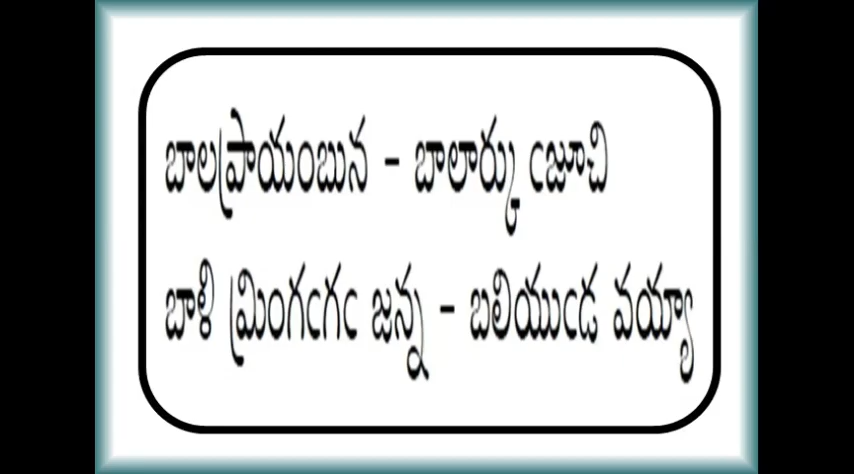 బాలప్రాయంబున - బాలార్కుఁ ఁజూచి
బాళి మ్రింగఁగఁ జన్న - బలియుఁడ వయ్యా